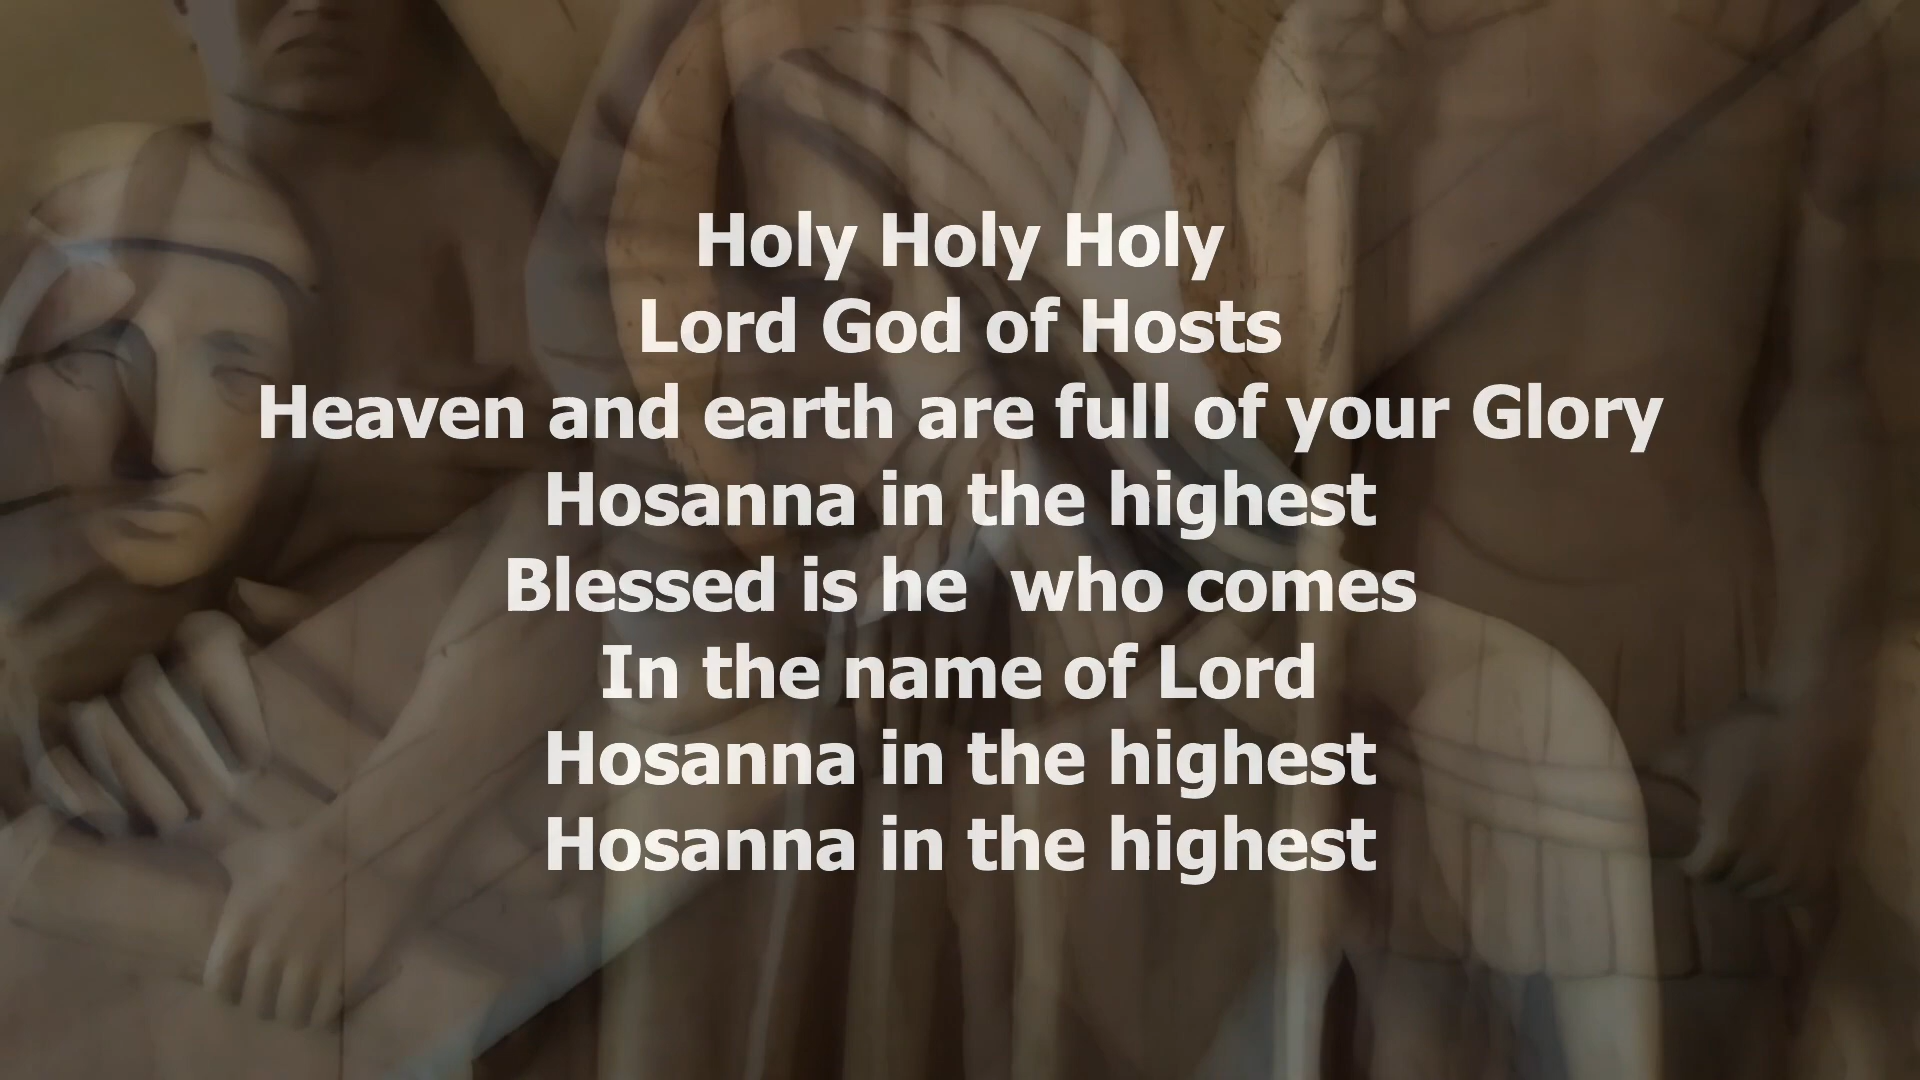 Holy Holy Holy
Lord God of Hosts
Heaven and earth are full of your Glory
Hosanna in the highest
Blessed is he  who comes
In the name of Lord
Hosanna in the highest
Hosanna in the highest